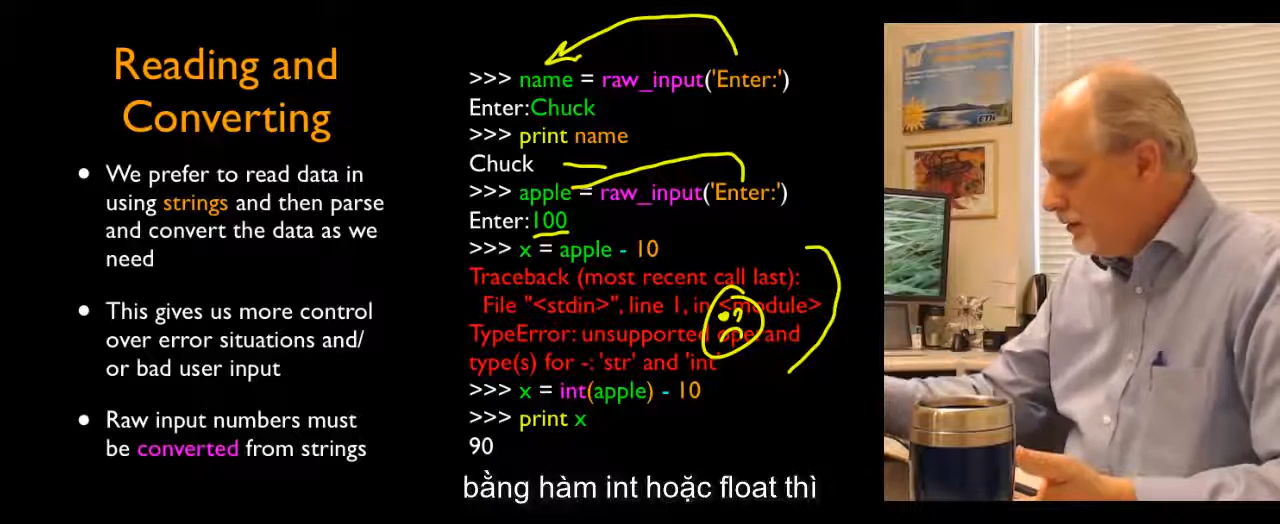 Reading and
Converting
• We prefer to read data in
using strings and then parse
and convert the data as we
need
• This gives us more control
over error situations and/
or bad user input
• Raw input numbers must
be converted from strings
>>> name = raw_input('Enter:')
Enter:Chuck
>>> print name
Chuck
>>> apple = raw_input('Enter:')
Enter:100
>>> x = apple - 10
Traceback (most recent call last):
File "<stdin>", line 1, in <module>
TypeError: unsupported operand
type(s) for -: 'str' and 'int'
>>> x = int(apple) - 10
>>> print x
90
bằng hàm int hoặc float thì